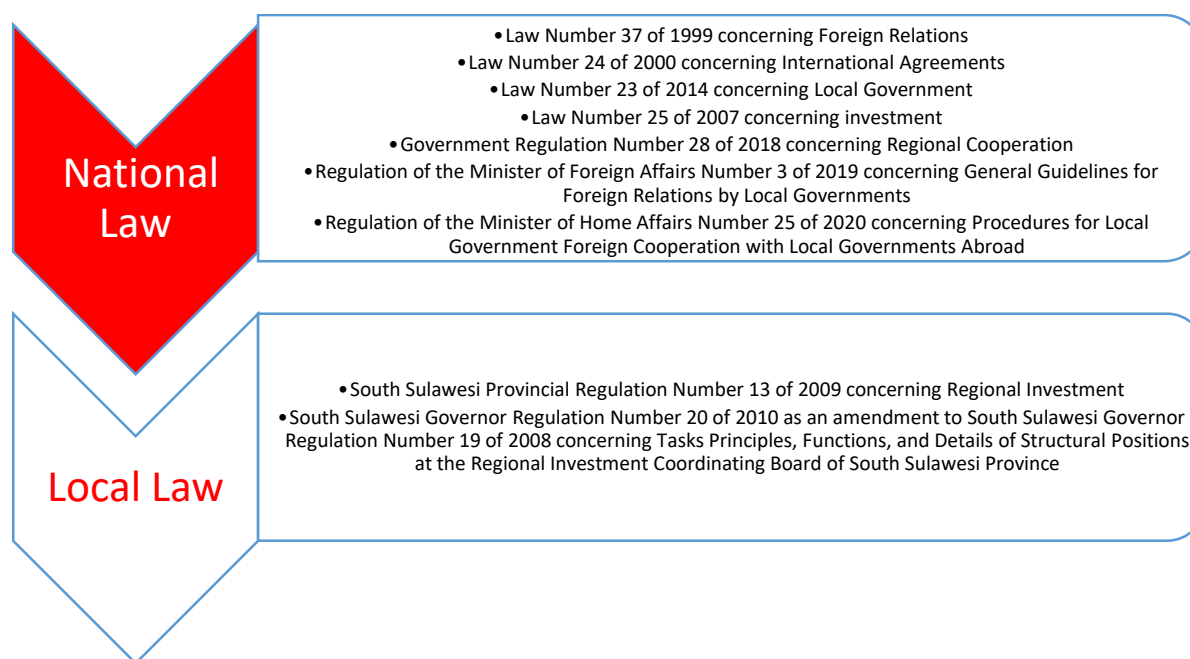 National
Law
•Law Number 37 of 1999 concerning Foreign Relations
•Law Number 24 of 2000 concerning International Agreements
•Law Number 23 of 2014 concerning Local Government
•Law Number 25 of 2007 concerning investment
•Government Regulation Number 28 of 2018 concerning Regional Cooperation
•Regulation of the Minister of Foreign Affairs Number 3 of 2019 concerning General Guidelines for
Foreign Relations by Local Governments
•Regulation of the Minister of Home Affairs Number 25 of 2020 concerning Procedures for Local
Government Foreign Cooperation with Local Governments Abroad
Local Law
•South Sulawesi Provincial Regulation Number 13 of 2009 concerning Regional Investment
•South Sulawesi Governor Regulation Number 20 of 2010 as an amendment to South Sulawesi Governor
Regulation Number 19 of 2008 concerning Tasks Principles, Functions, and Details of Structural Positions
at the Regional Investment Coordinating Board of South Sulawesi Province